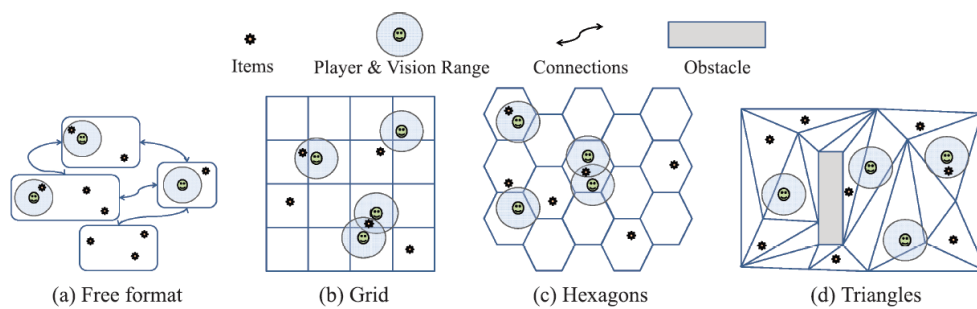 Items
Player & Vision Range
Connections
Obstacle
(a) Free format
(b) Grid
(c) Hexagons
(d) Triangles